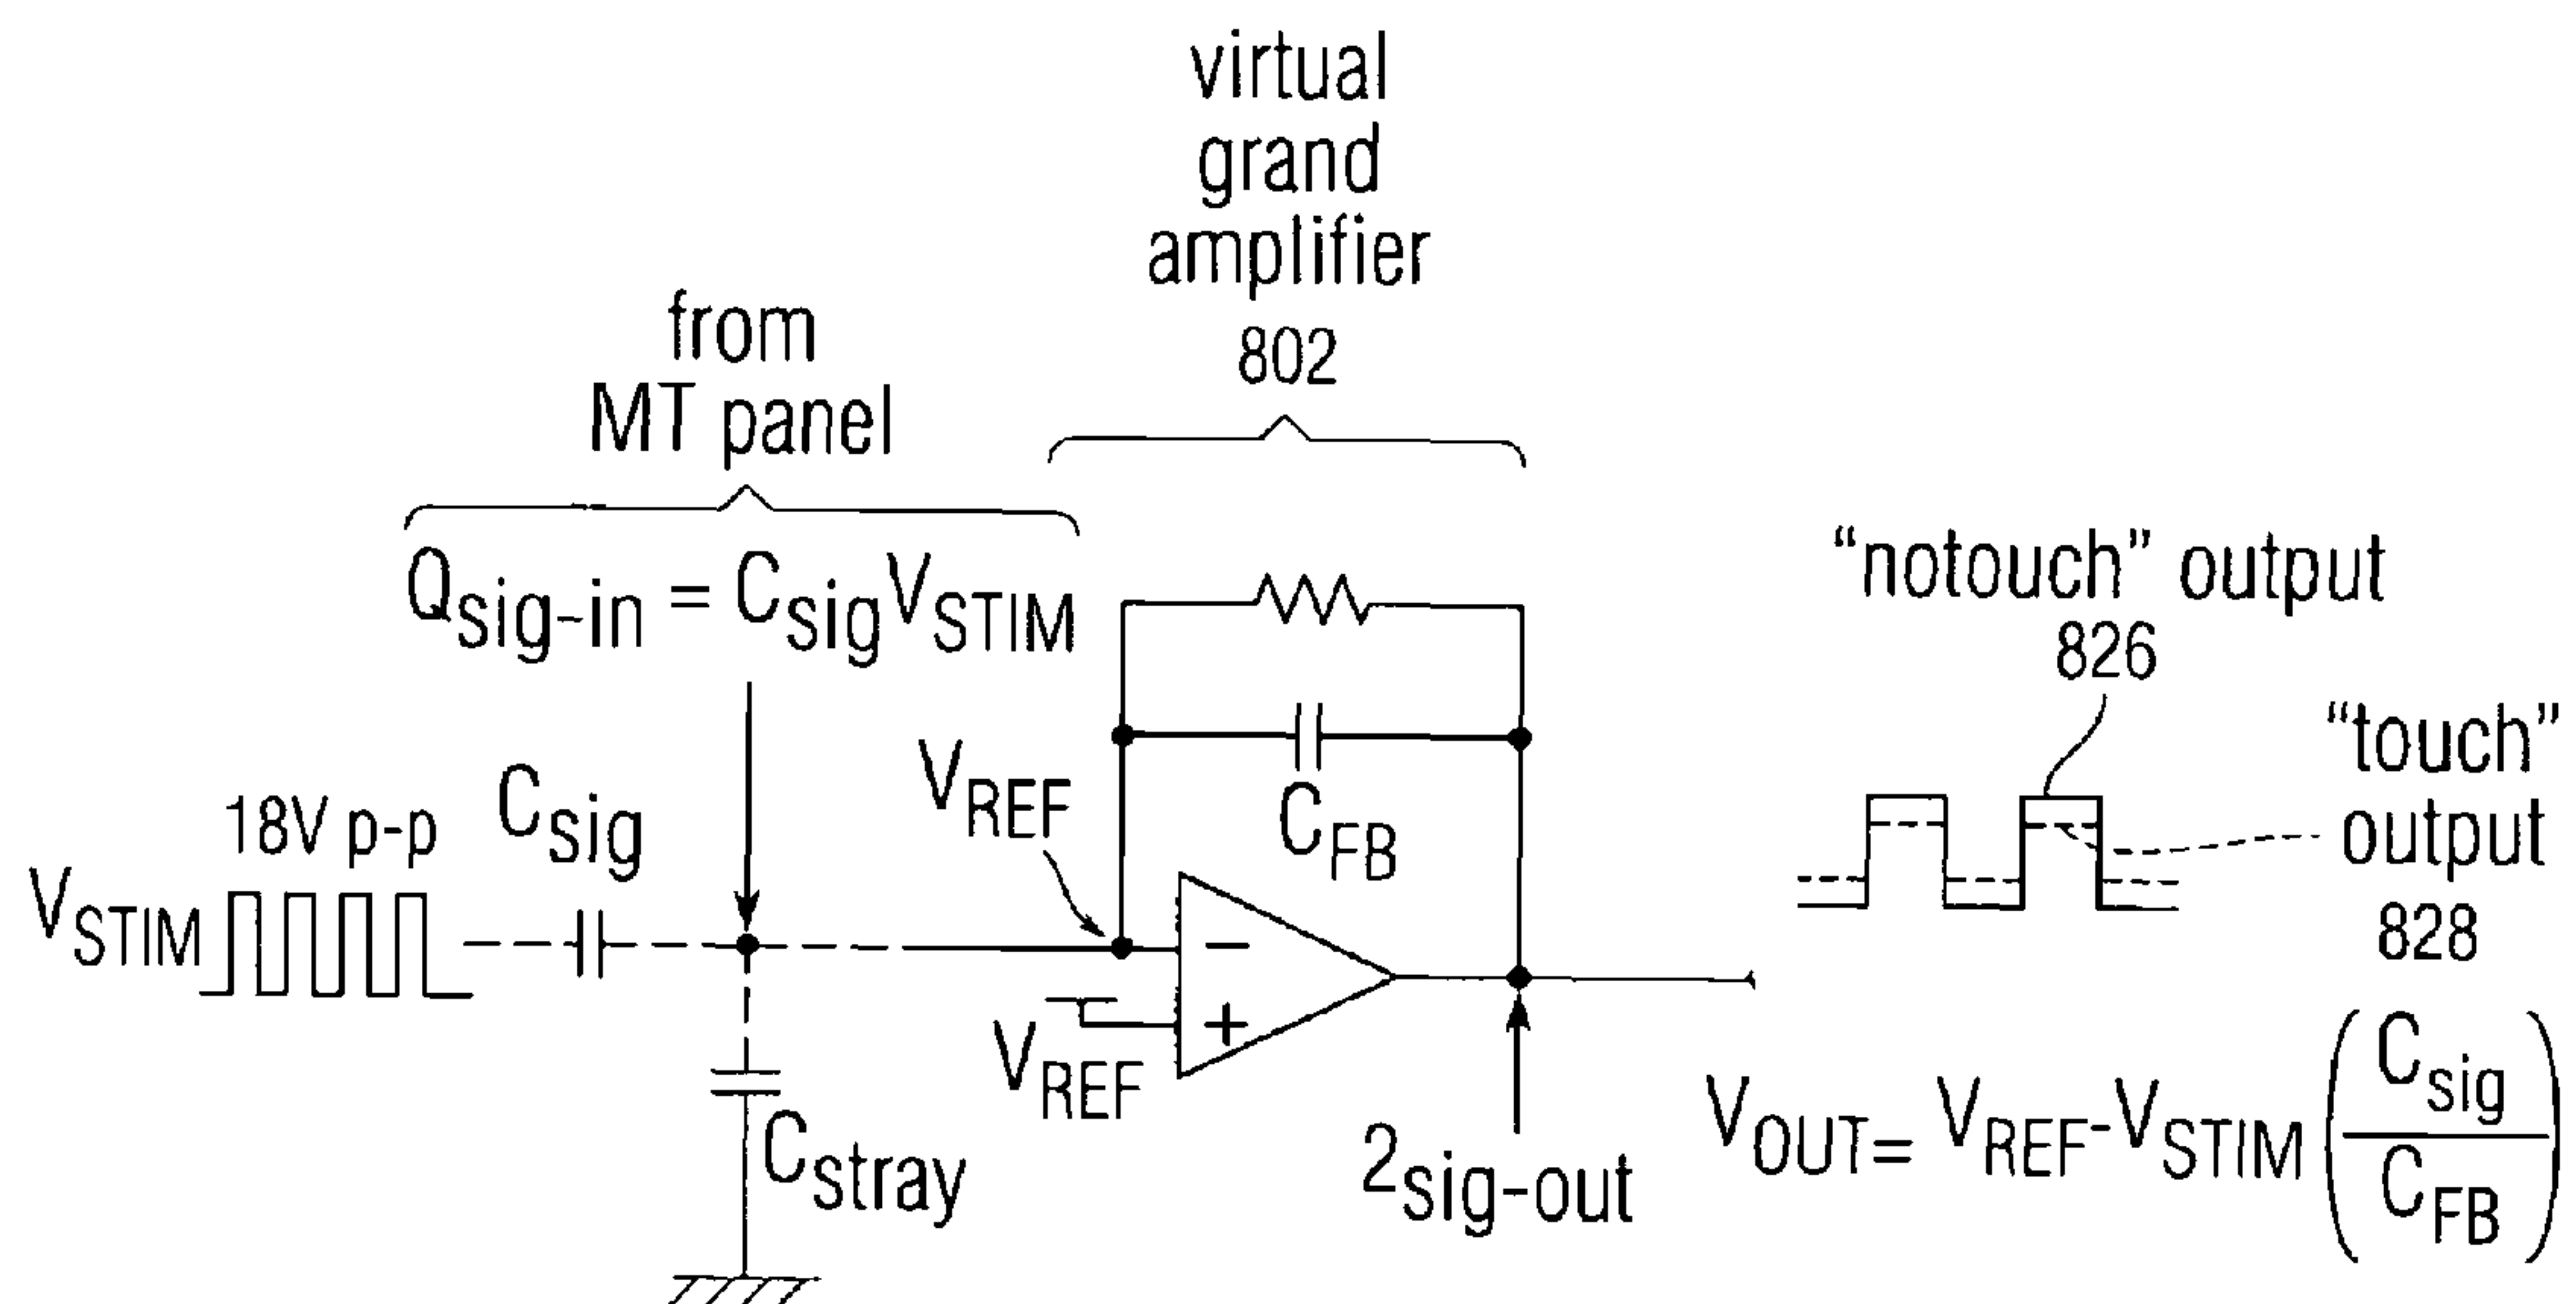 virtual
grand
amplifier
802
from
MT panel
Qsig-in = CsigVSTIM
"notouch" output
826
"touch"
output
828
18V p-p
Csig
VSTIM
VREF
CFB
−
+
VREF
Cstray
2sig-out
VOUT= VREF-VSTIM (Csig/CFB)